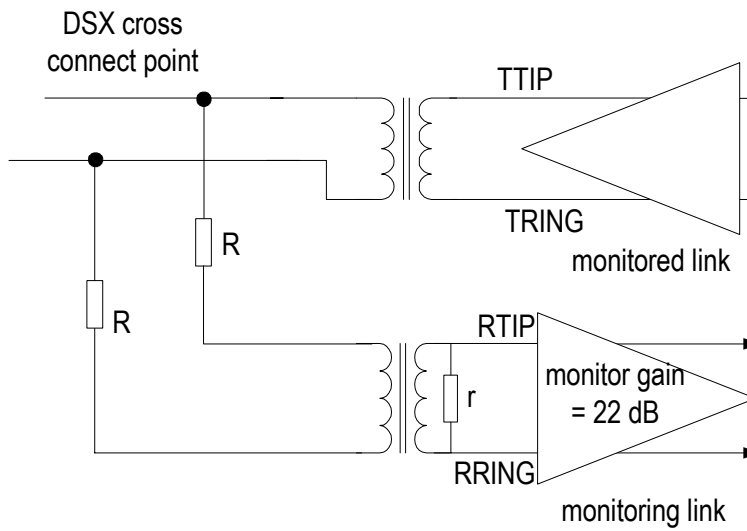 DSX cross
connect point
TTIP
TRING
monitored link
R
R
RTIP
monitor gain
= 22 dB
r
RRING
monitoring link